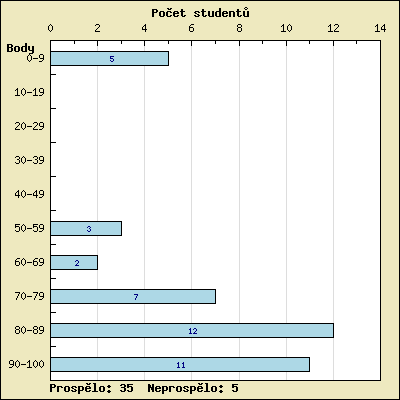 Počet studentů
0 2 4 6 8 10 12 14
Body
0-9 5
10-19
20-29
30-39
40-49
50-59 3
60-69 2
70-79 7
80-89 12
90-100 11
Prospělo: 35 Neprospělo: 5